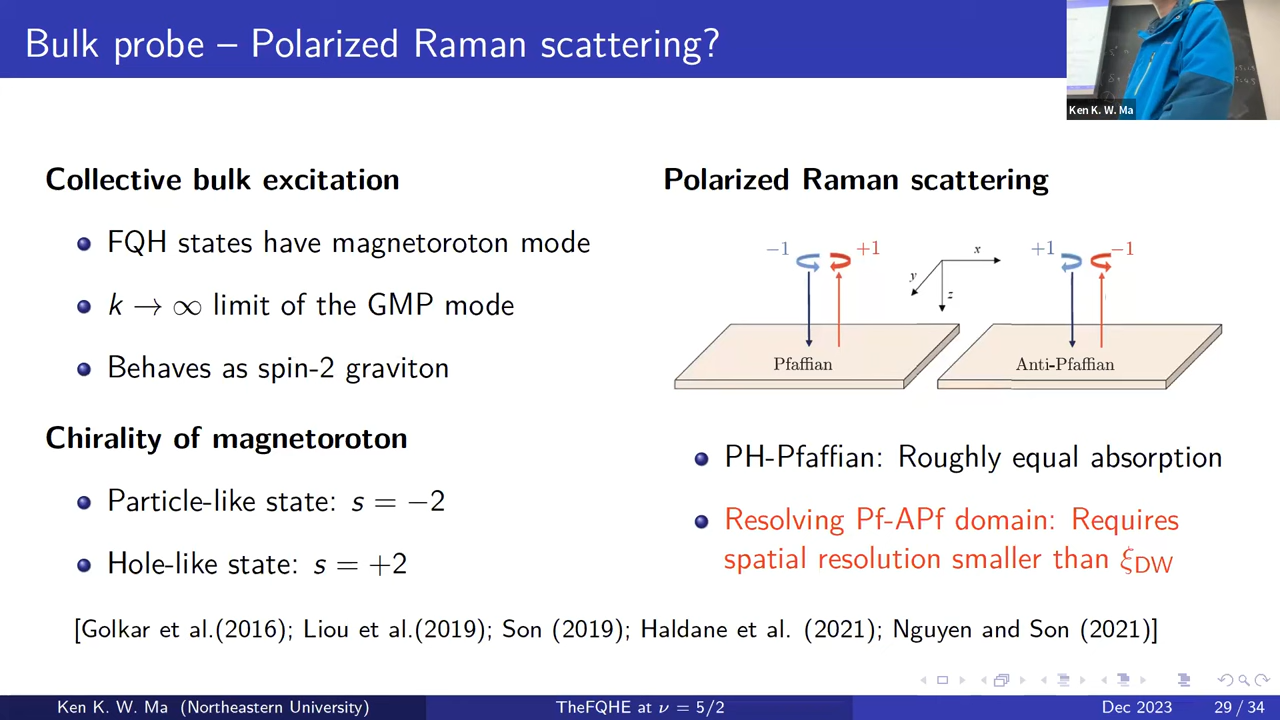 Bulk probe – Polarized Raman scattering?
Ken K. W. Ma
Collective bulk excitation
FQH states have magnetoroton mode
k → ∞ limit of the GMP mode
Behaves as spin-2 graviton
Chirality of magnetoroton
Particle-like state: s = −2
Hole-like state: s = +2
Polarized Raman scattering
−1 +1 x +1 −1
y
z
Pfaffian Anti-Pfaffian
PH-Pfaffian: Roughly equal absorption
Resolving Pf-APf domain: Requires
spatial resolution smaller than ξDW
[Golkar et al.(2016); Liou et al.(2019); Son (2019); Haldane et al. (2021); Nguyen and Son (2021)]
Ken K. W. Ma (Northeastern University) TheFQHE at ν = 5/2 Dec 2023 29 / 34